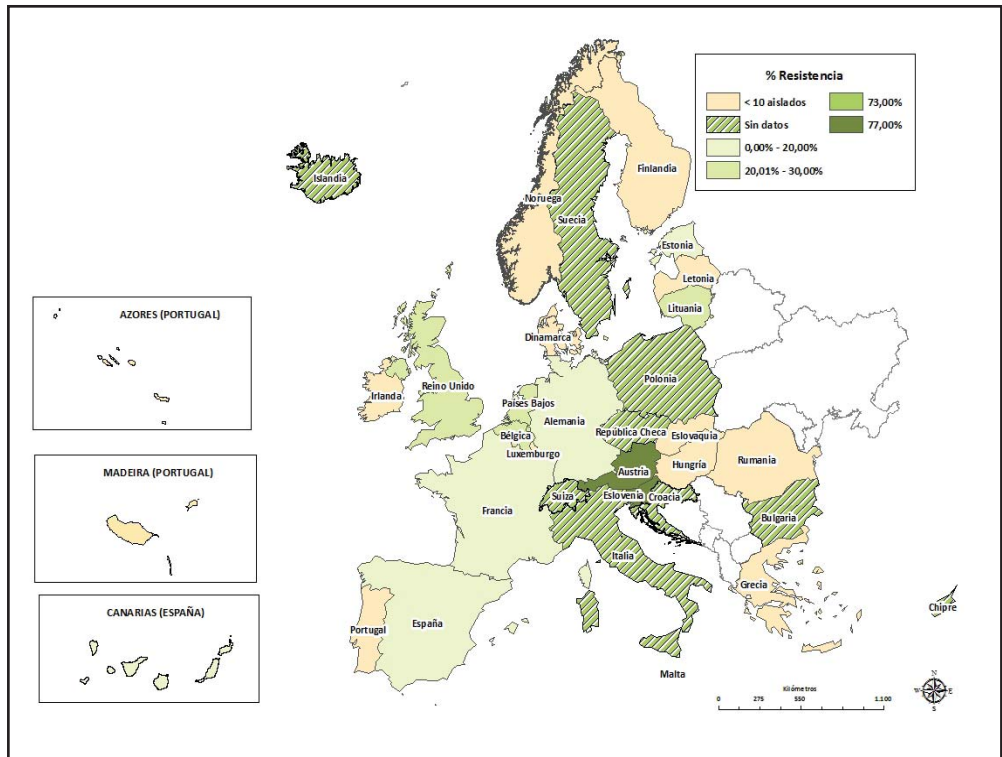 % Resistencia
< 10 aislados
73,00%
Sin datos
77,00%
0,00% - 20,00%
20,01% - 30,00%
Islandia
Finlandia
Noruega
Suecia
Estonia
Letonia
Lituania
AZORES (PORTUGAL)
Dinamarca
Irlanda
Reino Unido
Países Bajos
Polonia
Alemania
Bélgica
República Checa
Luxemburgo
Eslovaquia
MADEIRA (PORTUGAL)
Austria
Hungría
Rumania
Suiza
Eslovenia
Croacia
Francia
Bulgaria
Italia
Grecia
CANARIAS (ESPAÑA)
Portugal
España
Chipre
Malta
Kilómetros
0 275 550 1.100
N
W E
S